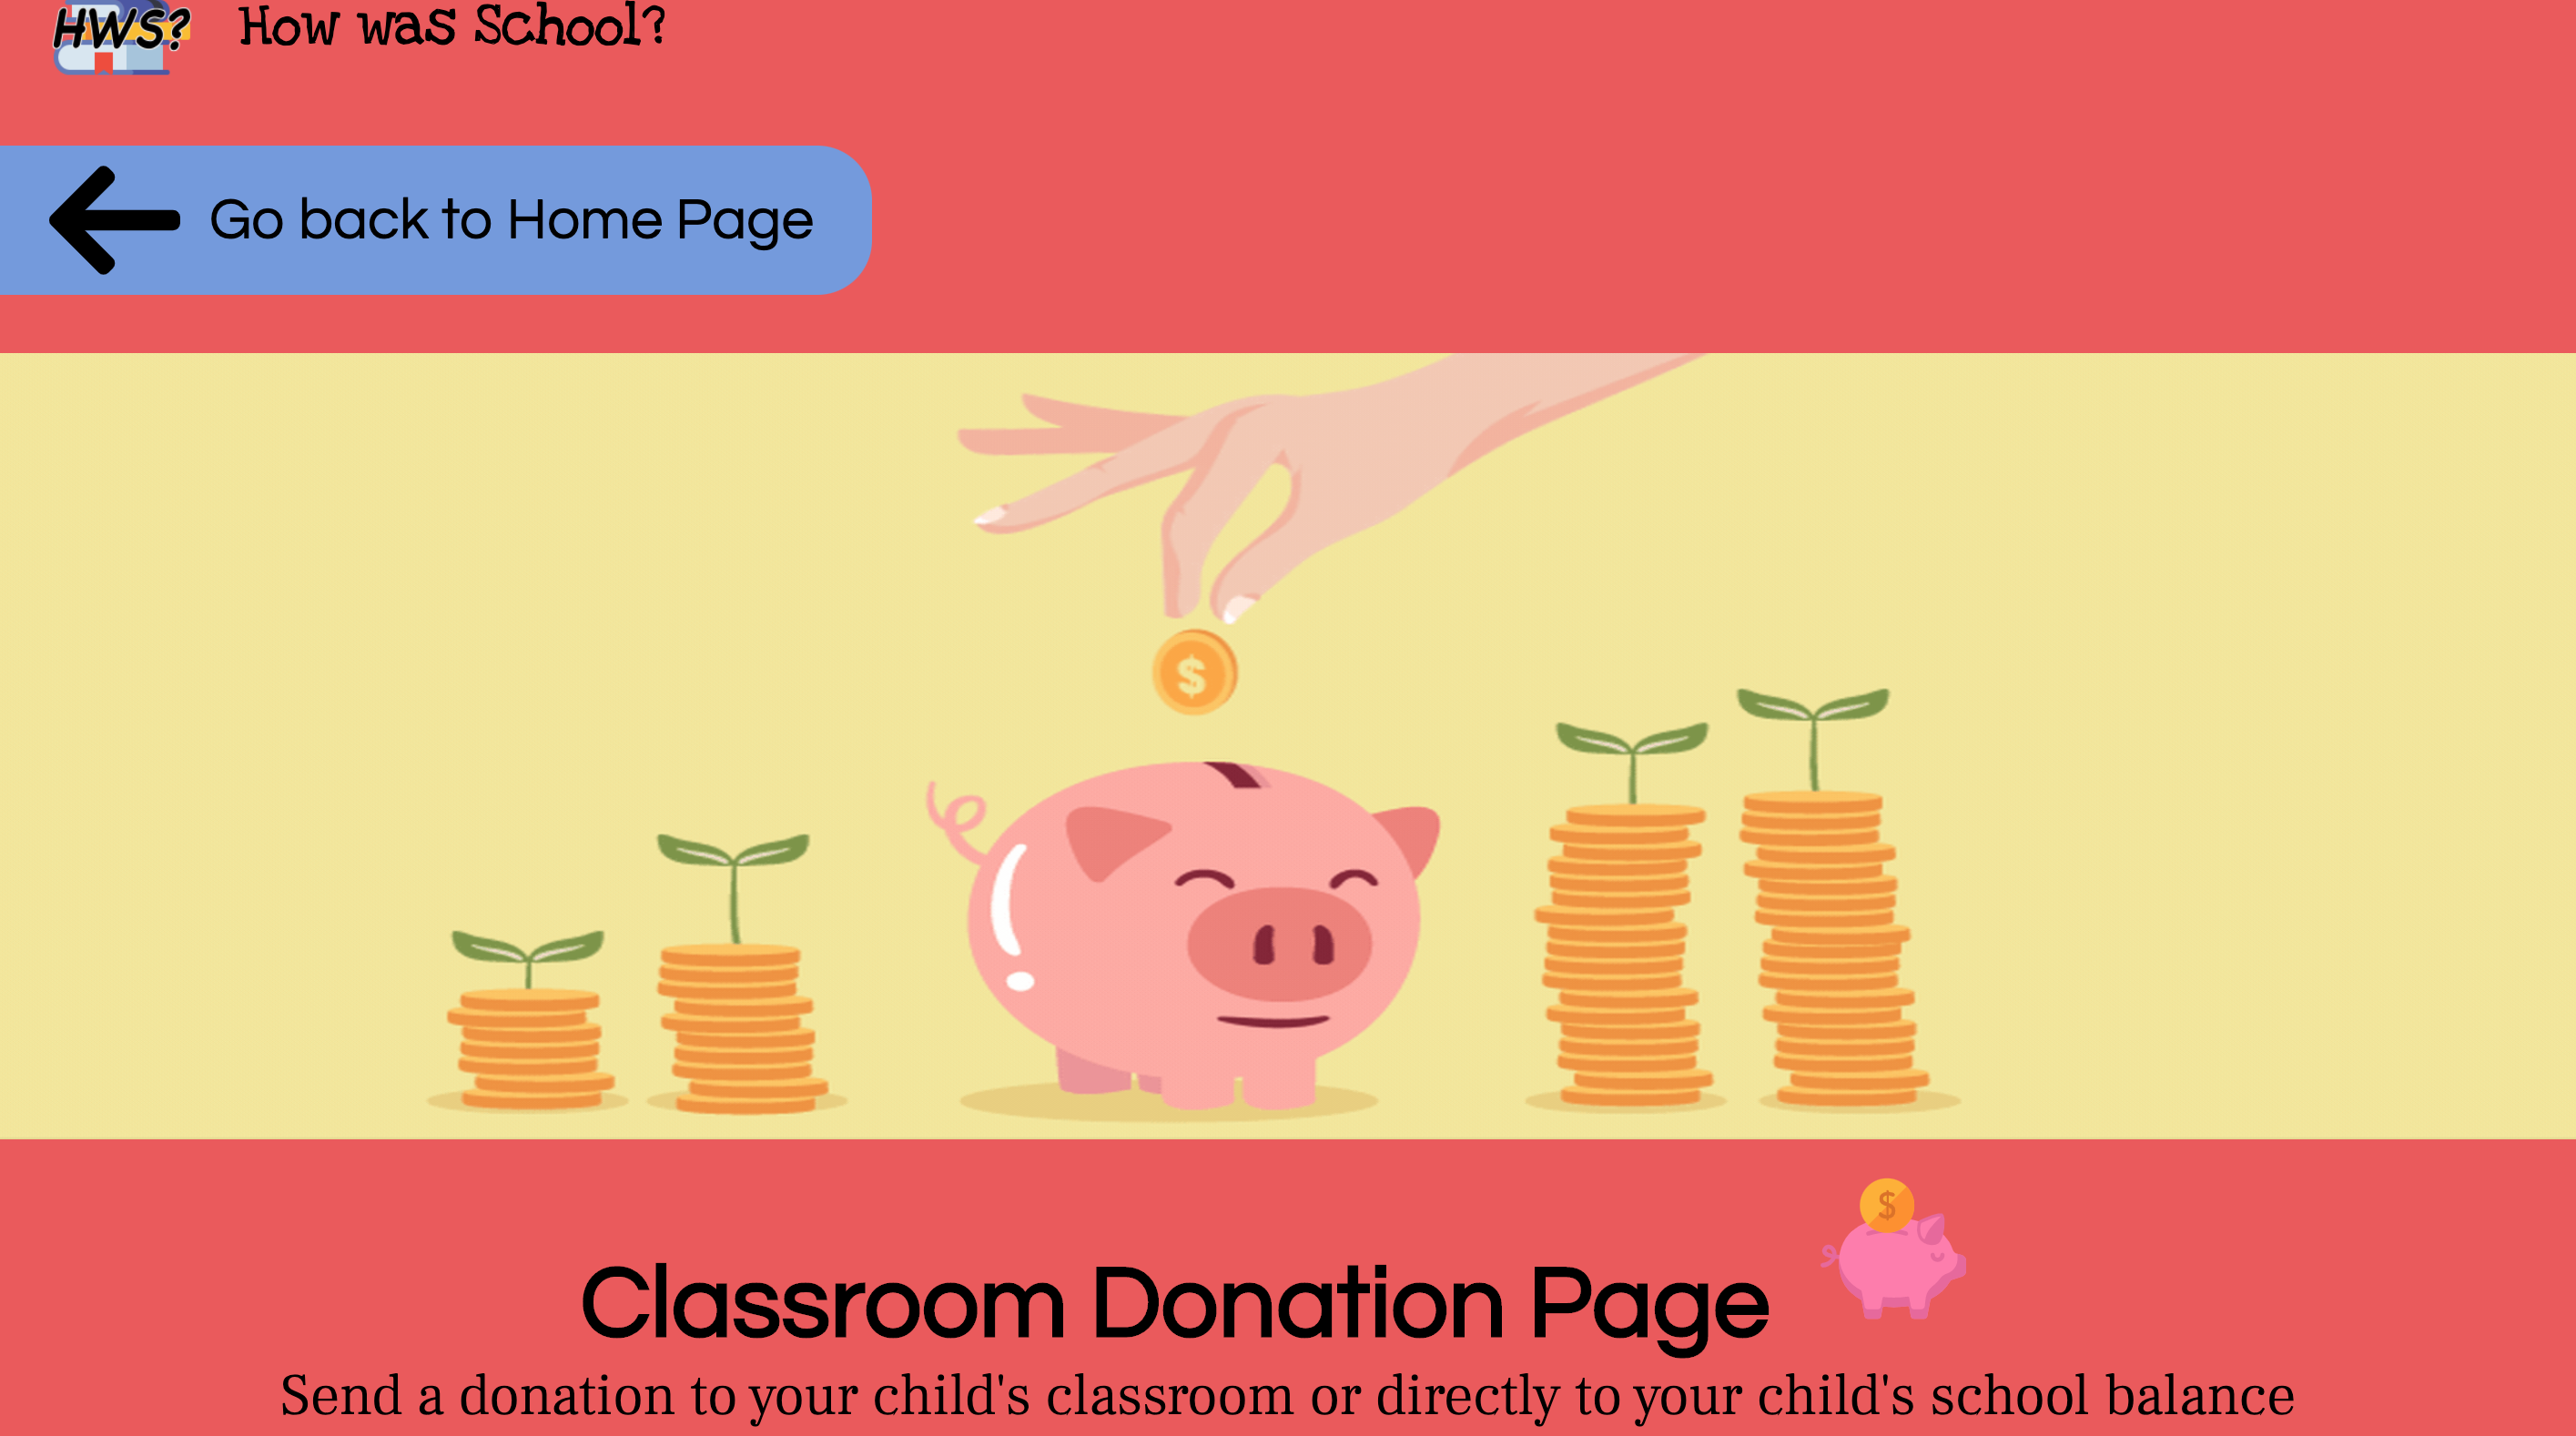 HWS? How was School?
Go back to Home Page
$
$
Classroom Donation Page
Send a donation to your child's classroom or directly to your child's school balance